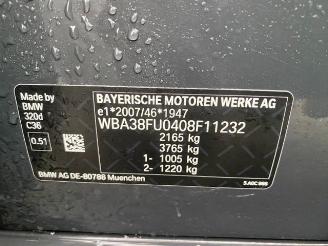 Made by
BMW
320d
C36
0.51
BAYERISCHE MOTOREN WERKE AG
e1*2007/46*1947
WBA38FU0408F11232
2165 kg
3765 kg
1- 1005 kg
2- 1220 kg
BMW AG DE-80788 Muenchen